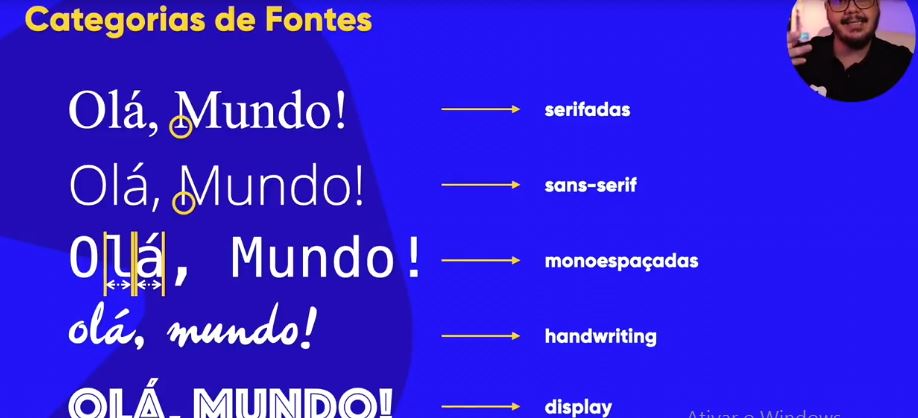 Categorias de Fontes
Olá, Mundo!
serifadas
Olá, Mundo!
sans-serif
Olá, Mundo!
monoespaçadas
olá, mundo!
handwriting
OLÁ, MUNDO!
display
Ativar o Windows